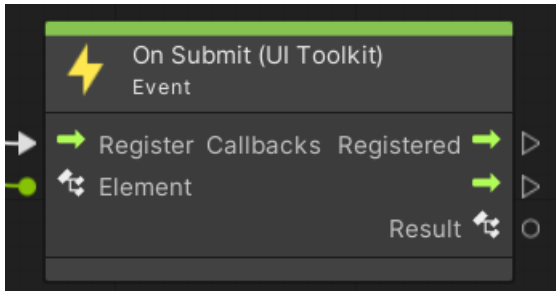 On Submit (UI Toolkit)
Event
Register Callbacks Registered
Element
Result